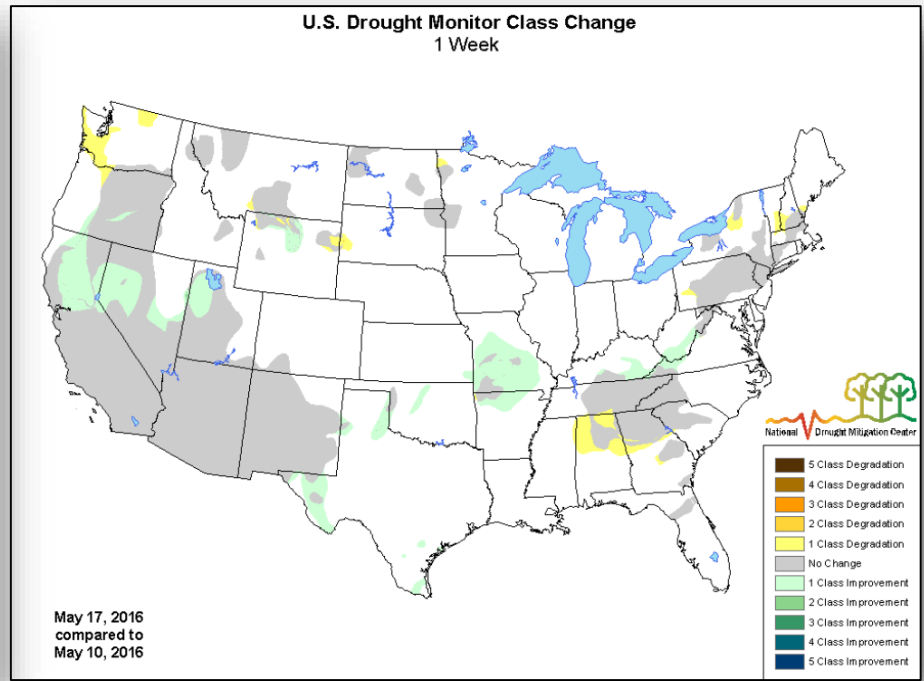 U.S. Drought Monitor Class Change
1 Week
National Drought Mitigation Center
5 Class Degradation
4 Class Degradation
3 Class Degradation
2 Class Degradation
1 Class Degradation
No Change
1 Class Improvement
2 Class Improvement
3 Class Improvement
4 Class Improvement
5 Class Improvement
May 17, 2016
compared to
May 10, 2016